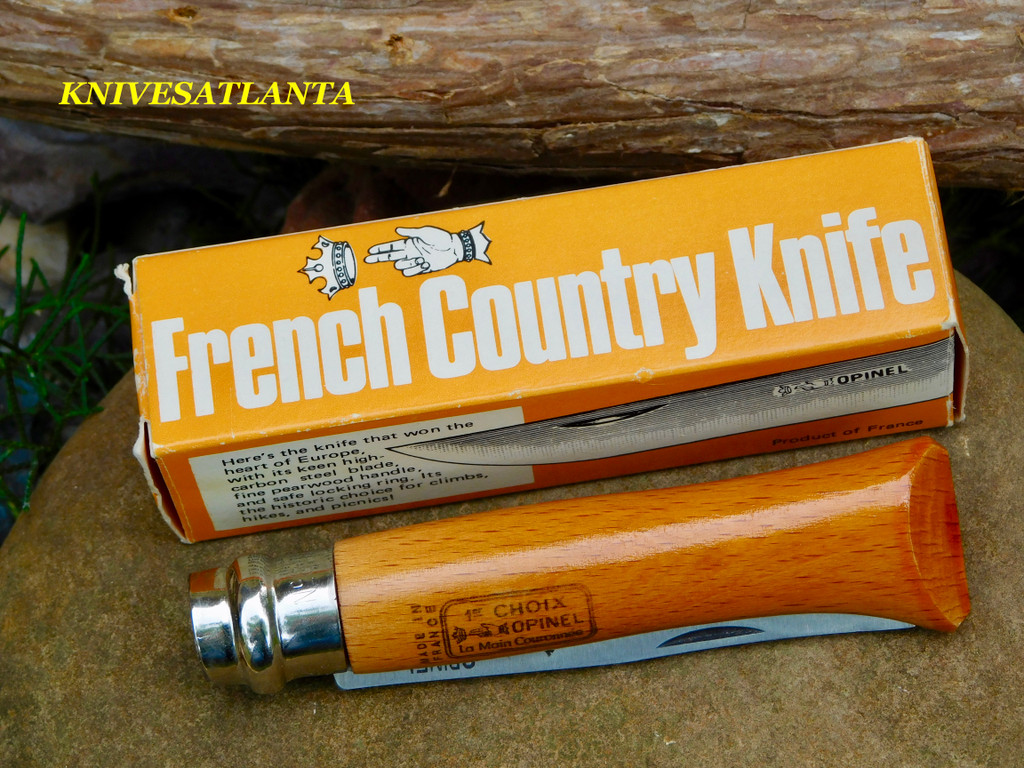 KNIVESATLANTA
French Country Knife
OPINEL
Product of France
Here's the knife that won the
heart of Europe,
with its keen high-
carbon steel blade,
fine pearwood handle,
and safe locking ring. Its
the historic choice for climbs,
hikes, and picnics!
MADE IN
FRANCE
1ER CHOIX
OPINEL
La Main Couronnée